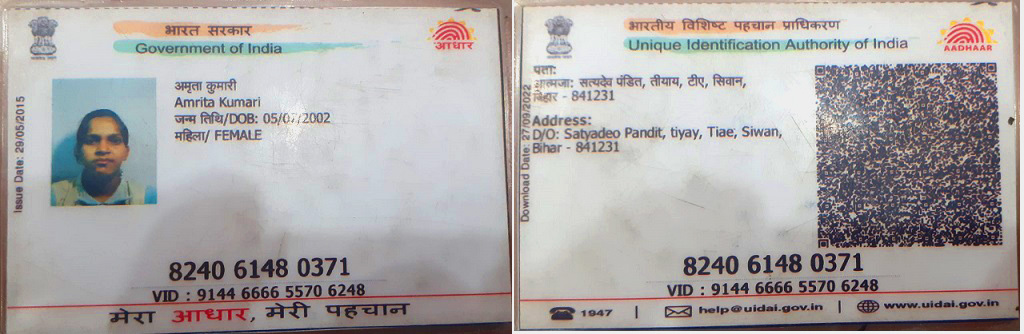 भारत सरकार
Government of India
आधार
अमृता कुमारी
Amrita Kumari
जन्म तिथि/DOB:
महिला/ FEMALE
Issue Date: 29/05/2015
8240 6148 0371
VID : 9144 6666 5570 6248
मेरा आधार, मेरी पहचान
भारतीय विशिष्ट पहचान प्राधिकरण
Unique Identification Authority of India
AADHAAR
पता:
सत्यदेव पंडित, तीयाय, टीए, सिवान,
बिहार - 841231
Address:
D/O: Satyadeo Pandit, tiyay, Tiae, Siwan,
Bihar - 841231
Download Date: 27/09/2022
8240 6148 0371
VID : 9144 6666 5570 6248
1947 | help@uidai.gov.in | www.uidai.gov.in